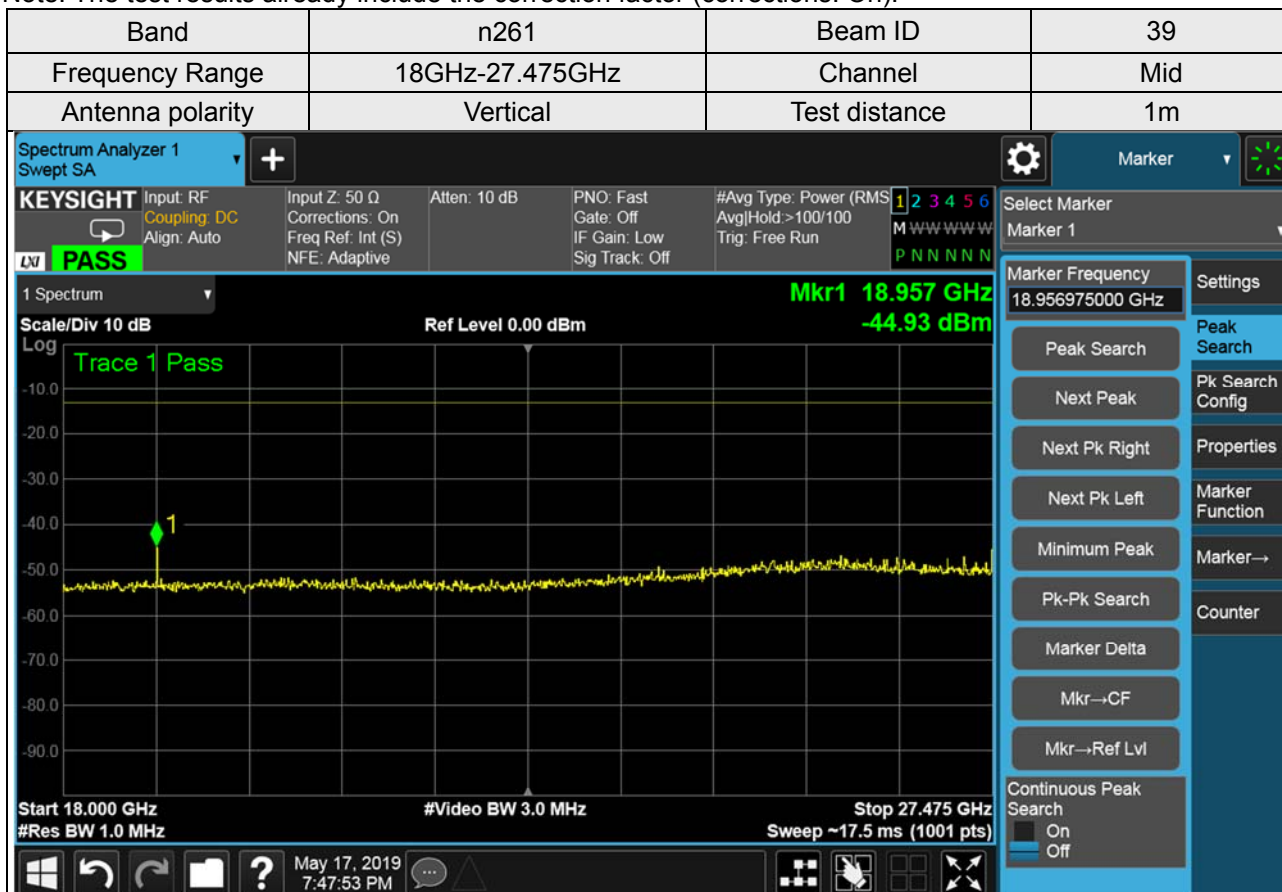 Note: The test results already include the correction factor (corrections: On).
Band n261 Beam ID 39
Frequency Range 18GHz-27.475GHz Channel Mid
Antenna polarity Vertical Test distance 1m
Spectrum Analyzer 1
Swept SA
+
Marker
KEYSIGHT
Input: RF
Coupling: DC
Align: Auto
LXI PASS
Input Z: 50 Ω
Corrections: On
Freq Ref: Int (S)
NFE: Adaptive
Atten: 10 dB
PNO: Fast
Gate: Off
IF Gain: Low
Sig Track: Off
#Avg Type: Power (RMS
Avg|Hold:>100/100
Trig: Free Run
1 2 3 4 5 6
M W W W W W
P N N N N N
Select Marker
Marker 1
1 Spectrum
Mkr1 18.957 GHz
-44.93 dBm
Scale/Div 10 dB
Ref Level 0.00 dBm
Log
Trace 1 Pass
-10.0
-20.0
-30.0
-40.0
-50.0
-60.0
-70.0
-80.0
-90.0
1
Start 18.000 GHz
#Video BW 3.0 MHz
Stop 27.475 GHz
#Res BW 1.0 MHz
Sweep ~17.5 ms (1001 pts)
Marker Frequency
18.956975000 GHz
Peak Search
Next Peak
Next Pk Right
Next Pk Left
Minimum Peak
Pk-Pk Search
Marker Delta
Mkr→CF
Mkr→Ref Lvl
Continuous Peak
Search
On
Off
Settings
Peak
Search
Pk Search
Config
Properties
Marker
Function
Marker→
Counter
?
May 17, 2019
7:47:53 PM